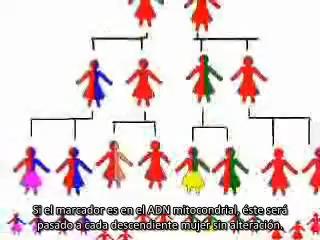 Si el marcador es en el ADN mitocondrial, éste será
pasado a cada descendiente mujer sin alteración.